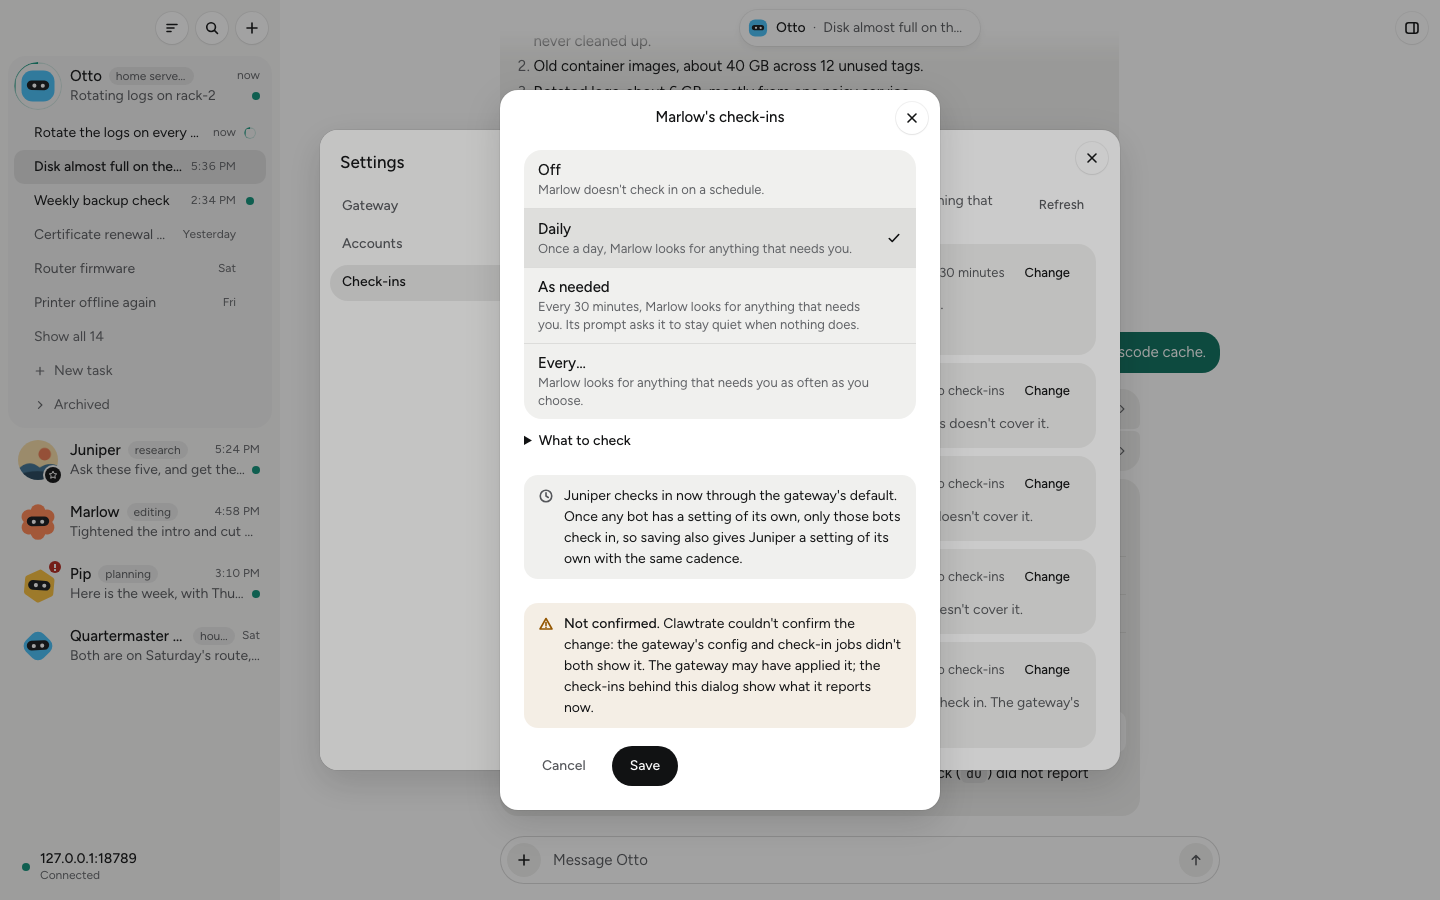 Otto home serve... now
Rotating logs on rack-2
Rotate the logs on every ... now
Disk almost full on the... 5:36 PM
Weekly backup check 2:34 PM
Certificate renewal ... Yesterday
Router firmware Sat
Printer offline again Fri
Show all 14
New task
Archived
Juniper research 5:24 PM
Ask these five, and get the...
Marlow editing 4:58 PM
Tightened the intro and cut ...
Pip planning 3:10 PM
Here is the week, with Thu...
Quartermaster ... hou... Sat
Both are on Saturday's route,...
127.0.0.1:18789
Connected
Otto · Disk almost full on th...
never cleaned up.
2. Old container images, about 40 GB across 12 unused tags.
Settings
Gateway
Accounts
Check-ins
Marlow's check-ins
Off
Marlow doesn't check in on a schedule.
Daily
Once a day, Marlow looks for anything that needs you.
As needed
Every 30 minutes, Marlow looks for anything that needs
you. Its prompt asks it to stay quiet when nothing does.
Every...
Marlow looks for anything that needs you as often as you
choose.
What to check
Juniper checks in now through the gateway's default.
Once any bot has a setting of its own, only those bots
check in, so saving also gives Juniper a setting of its
own with the same cadence.
Not confirmed. Clawtrate couldn't confirm the
change: the gateway's config and check-in jobs didn't
both show it. The gateway may have applied it; the
check-ins behind this dialog show what it reports
now.
Cancel Save
that
Refresh
30 minutes Change
check-ins Change
doesn't cover it.
check-ins Change
doesn't cover it.
check-ins Change
cover it.
check-ins Change
check in. The gateway's
scode cache.
du ) did not report
Message Otto